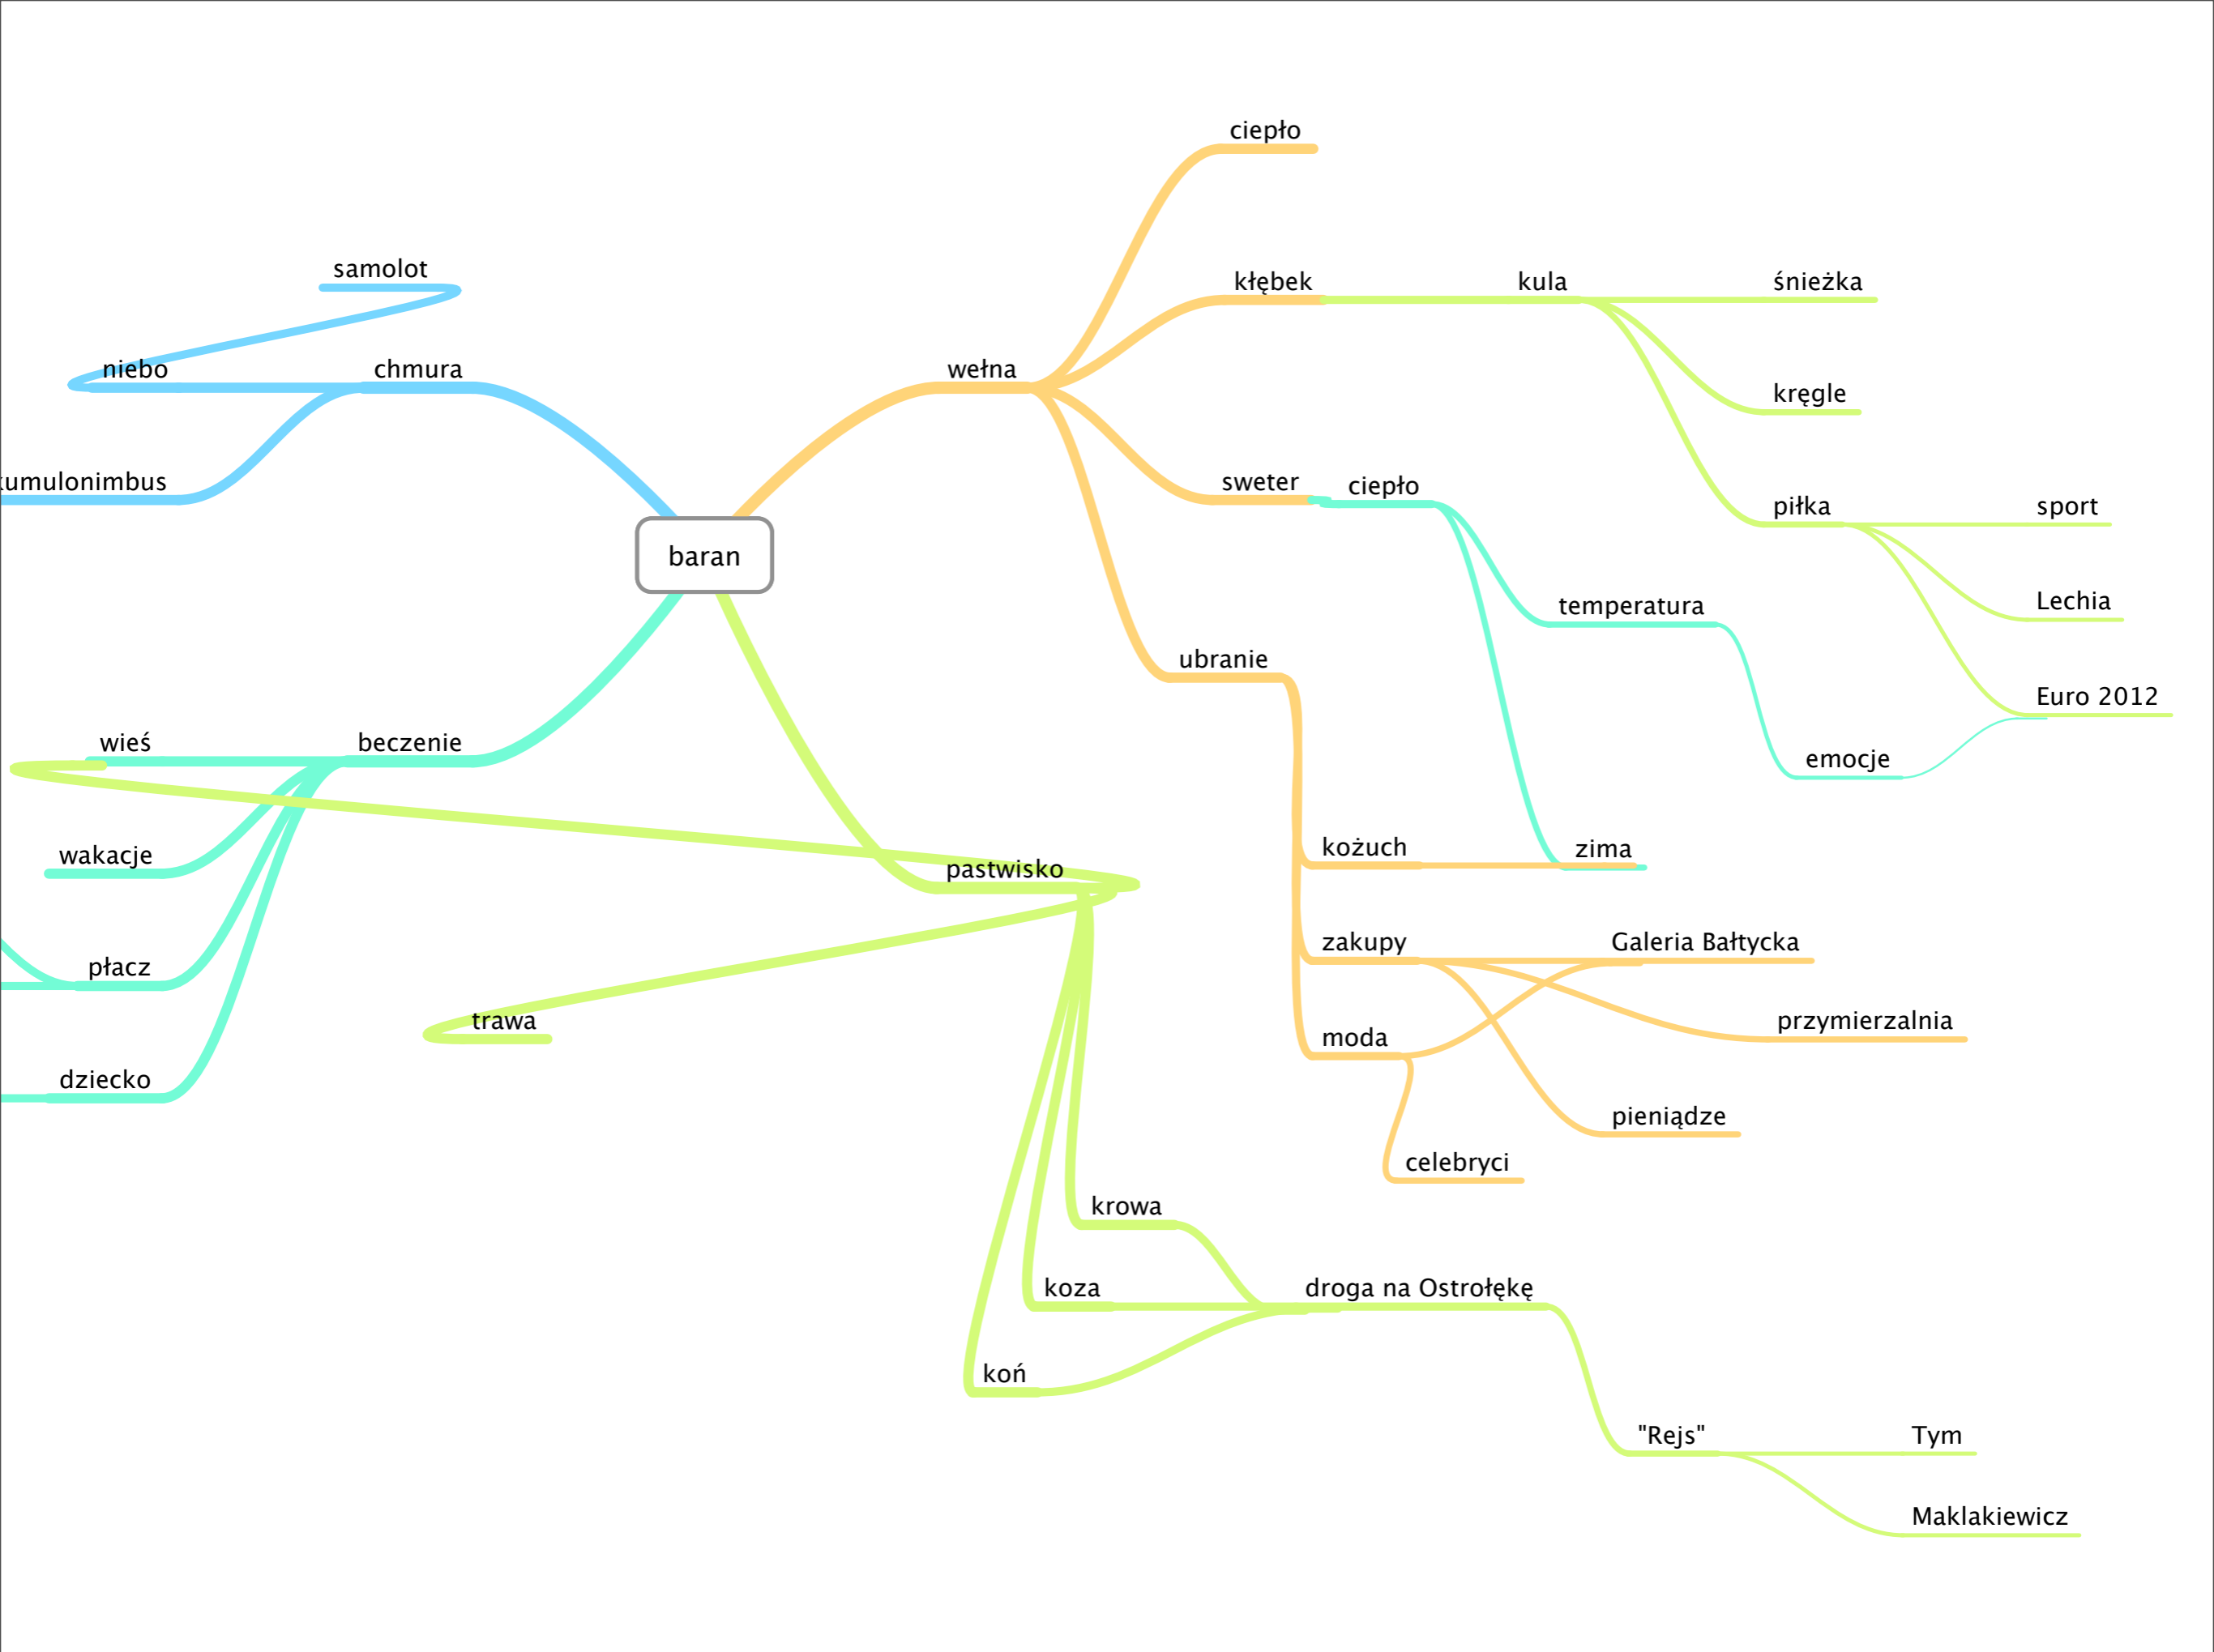 ciepło
samolot
kłębek
kula
śnieżka
niebo
chmura
wełna
kręgle
umulonimbus
sweter
ciepło
piłka
sport
baran
temperatura
Lechia
ubranie
Euro 2012
wieś
beczenie
emocje
wakacje
pastwisko
kożuch
zima
płacz
zakupy
Galeria Bałtycka
trawa
przymierzalnia
moda
dziecko
pieniądze
celebryci
krowa
koza
droga na Ostrołękę
koń
"Rejs"
Tym
Maklakiewicz